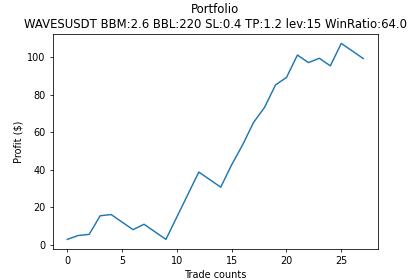 Portfolio
WAVESUSDT BBM:2.6 BBL:220 SL:0.4 TP:1.2 lev:15 WinRatio:64.0
Profit ($)
100
80
60
40
20
0
0 5 10 15 20 25
Trade counts